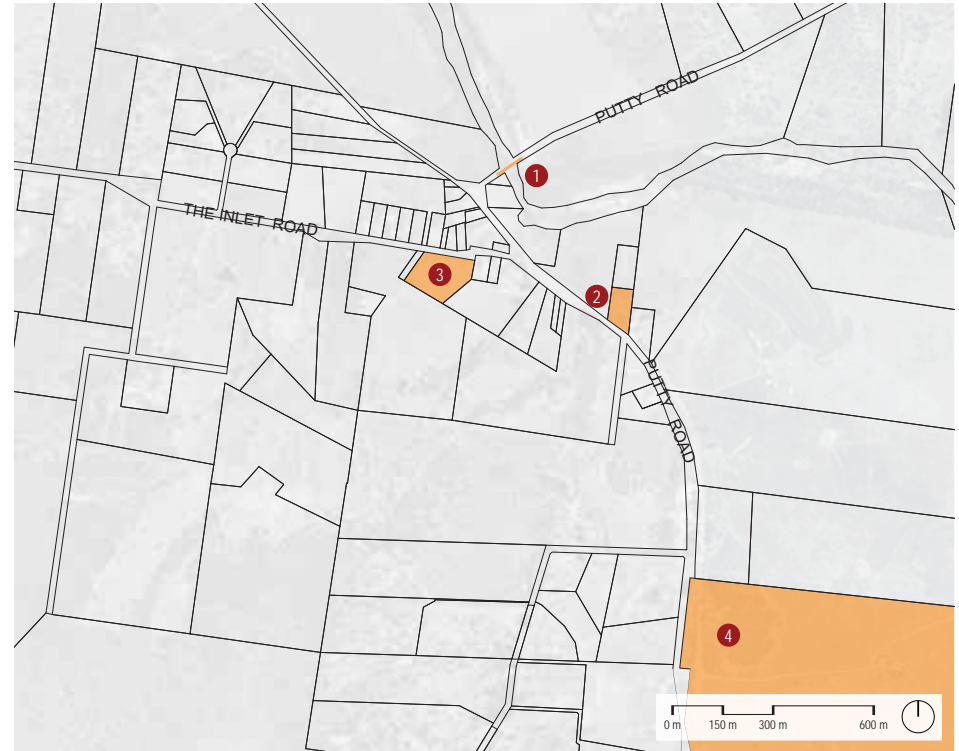 PUTTY ROAD
1
THE INLET ROAD
3
2
PUTTY ROAD
4
0 m 150 m 300 m 600 m